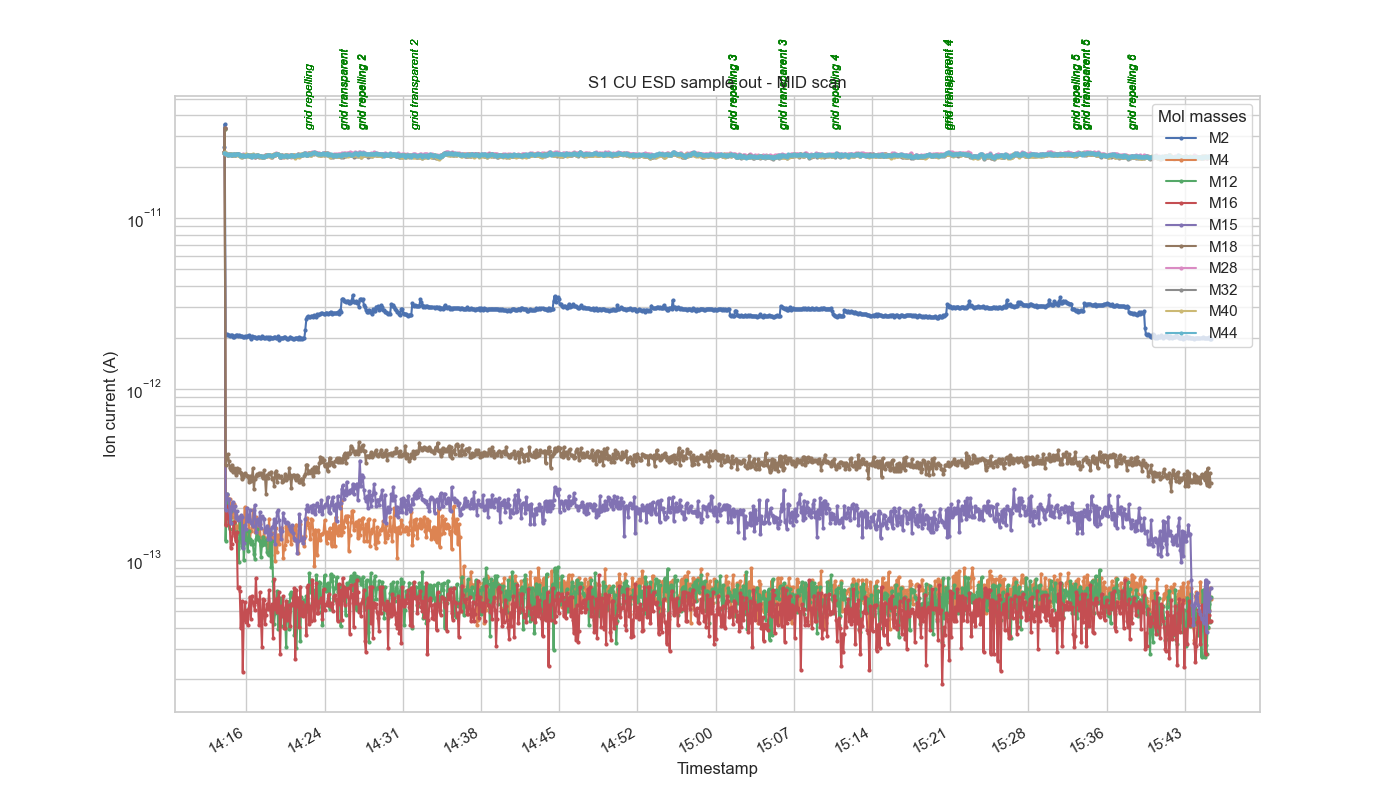 grid repelling
grid transparent
grid repelling 2
grid transparent 2
grid repelling 3
grid transparent 3
grid repelling 4
grid transparent 4
grid repelling 5
grid transparent 5
grid repelling 6
S1 CU ESD sample out - MID scan
Mol masses
M2
M4
M12
M16
M15
M18
M28
M32
M40
M44
Ion current (A)
10⁻¹¹
10⁻¹²
10⁻¹³
14:16
14:24
14:31
14:38
14:45
14:52
15:00
15:07
15:14
15:21
15:28
15:36
15:43
Timestamp